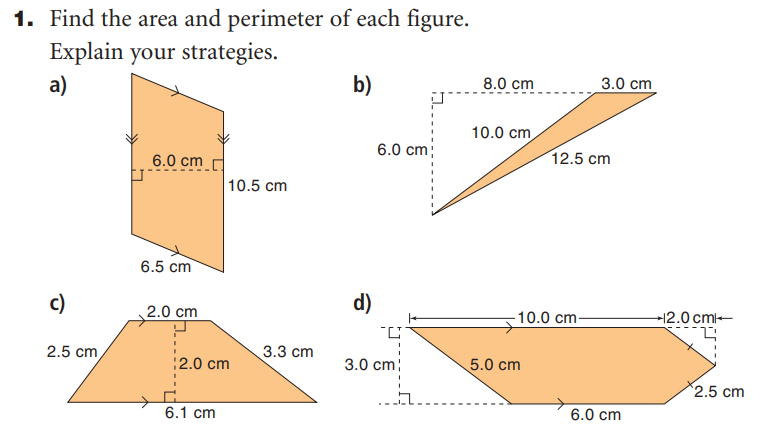 1. Find the area and perimeter of each figure.
Explain your strategies.
a)
6.0 cm
10.5 cm
6.5 cm
b)
8.0 cm
3.0 cm
10.0 cm
6.0 cm
12.5 cm
c)
2.0 cm
2.5 cm
3.3 cm
2.0 cm
6.1 cm
d)
10.0 cm
2.0 cm
3.0 cm
5.0 cm
2.5 cm
6.0 cm